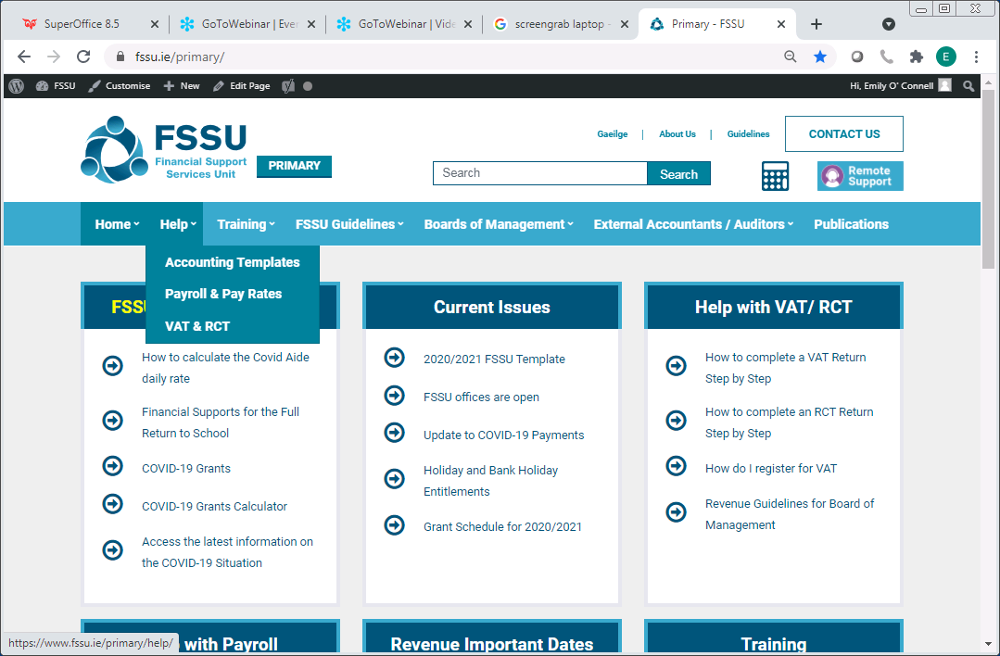 SuperOffice 8.5
GoToWebinar | Ever
GoToWebinar | Vide
screengrab laptop -
Primary - FSSU
fssu.ie/primary/
E
FSSU
Customise
New
Edit Page
Hi, Emily O' Connell
FSSU
Financial Support
Services Unit
PRIMARY
Gaeilge | About Us | Guidelines
CONTACT US
Search
Search
Remote
Support
Home
Help
Training
FSSU Guidelines
Boards of Management
External Accountants / Auditors
Publications
Accounting Templates
Payroll & Pay Rates
VAT & RCT
FSSU
How to calculate the Covid Aide
daily rate
Financial Supports for the Full
Return to School
COVID-19 Grants
COVID-19 Grants Calculator
Access the latest information on
the COVID-19 Situation
Current Issues
2020/2021 FSSU Template
FSSU offices are open
Update to COVID-19 Payments
Holiday and Bank Holiday
Entitlements
Grant Schedule for 2020/2021
Help with VAT/ RCT
How to complete a VAT Return
Step by Step
How to complete an RCT Return
Step by Step
How do I register for VAT
Revenue Guidelines for Board of
Management
with Payroll
Revenue Important Dates
Training
https://www.fssu.ie/primary/help/